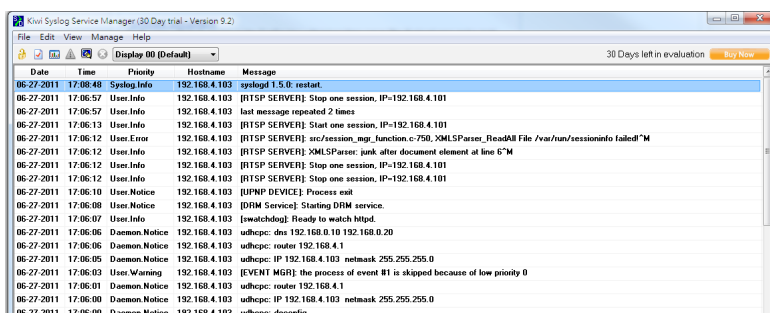 Kiwi Syslog Service Manager (30 Day trial - Version 9.2)
File Edit View Manage Help
Display 00 (Default) 30 Days left in evaluation Buy Now
Date Time Priority Hostname Message
06-27-2011 17:08:48 Syslog.Info 192.168.4.103 syslogd 1.5.0: restart.
06-27-2011 17:06:57 User.Info 192.168.4.103 [RTSP SERVER]: Stop one session, IP=192.168.4.101
06-27-2011 17:06:57 User.Info 192.168.4.103 last message repeated 2 times
06-27-2011 17:06:13 User.Info 192.168.4.103 [RTSP SERVER]: Start one session, IP=192.168.4.101
06-27-2011 17:06:12 User.Error 192.168.4.103 [RTSP SERVER]: src/session_mgr_function.c-750, XMLSParser_ReadAll File /var/run/sessioninfo failed!^M
06-27-2011 17:06:12 User.Info 192.168.4.103 [RTSP SERVER]: XMLSParser: junk after document element at line 6^M
06-27-2011 17:06:12 User.Info 192.168.4.103 [RTSP SERVER]: Stop one session, IP=192.168.4.101
06-27-2011 17:06:12 User.Info 192.168.4.103 [RTSP SERVER]: Stop one session, IP=192.168.4.101
06-27-2011 17:06:10 User.Notice 192.168.4.103 [UPNP DEVICE]: Process exit
06-27-2011 17:06:08 User.Notice 192.168.4.103 [DRM Service]: Starting DRM service.
06-27-2011 17:06:07 User.Info 192.168.4.103 [swatchdog]: Ready to watch httpd.
06-27-2011 17:06:06 Daemon.Notice 192.168.4.103 udhcpc: dns 192.168.0.10 192.168.0.20
06-27-2011 17:06:06 Daemon.Notice 192.168.4.103 udhcpc: router 192.168.4.1
06-27-2011 17:06:05 Daemon.Notice 192.168.4.103 udhcpc: IP 192.168.4.103 netmask 255.255.255.0
06-27-2011 17:06:03 User.Warning 192.168.4.103 [EVENT MGR]: the process of event #1 is skipped because of low priority 0
06-27-2011 17:06:01 Daemon.Notice 192.168.4.103 udhcpc: router 192.168.4.1
06-27-2011 17:06:00 Daemon.Notice 192.168.4.103 udhcpc: IP 192.168.4.103 netmask 255.255.255.0
06-27-2011 17:06:00 Daemon.Notice 192.168.4.103 udhcpc: deconfig